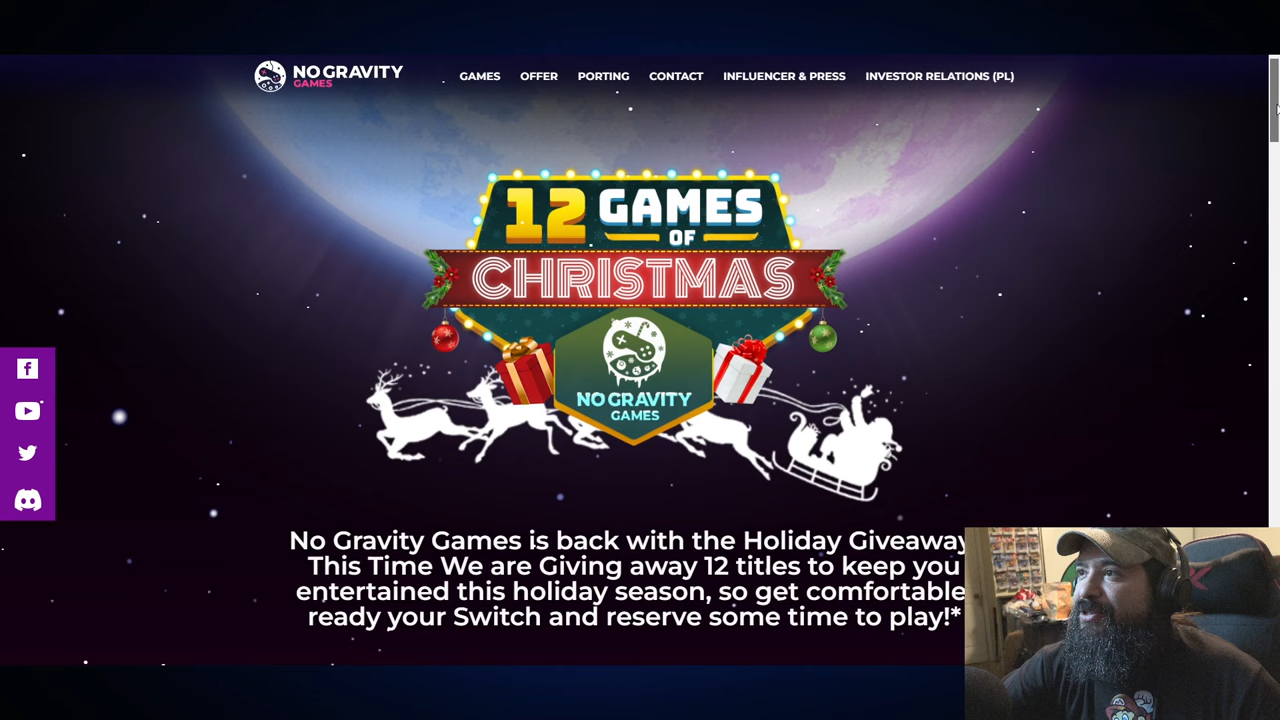 NO GRAVITY
GAMES
GAMES
OFFER
PORTING
CONTACT
INFLUENCER & PRESS
INVESTOR RELATIONS (PL)
12 GAMES
OF
CHRISTMAS
NO GRAVITY
GAMES
No Gravity Games is back with the Holiday Giveaway
This Time We are Giving away 12 titles to keep you
entertained this holiday season, so get comfortable
ready your Switch and reserve some time to play!*